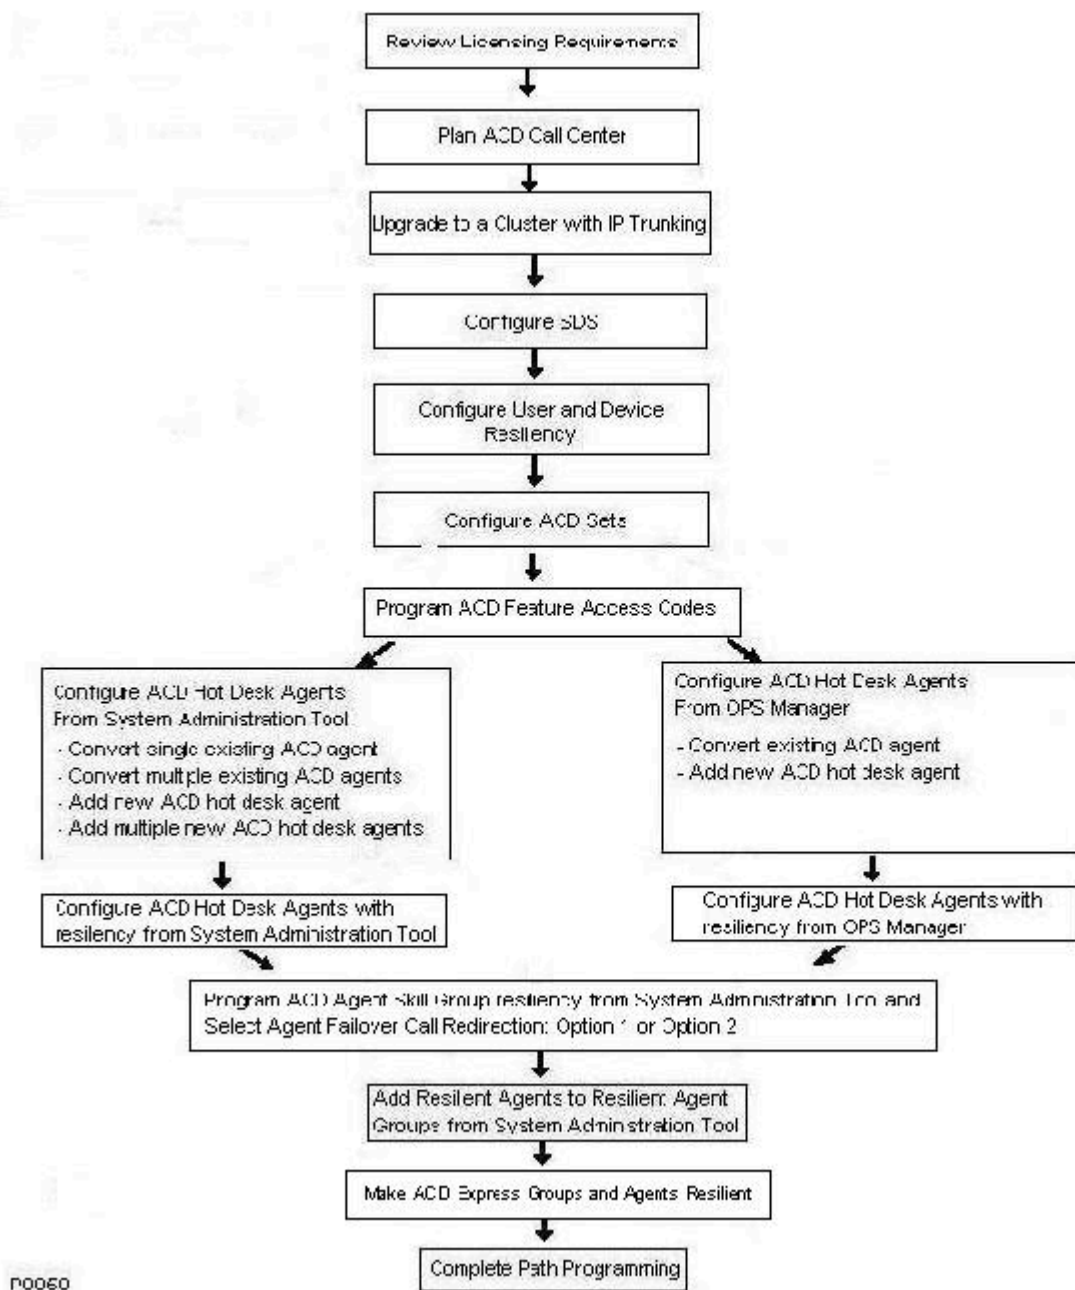 Review Licensing Requirements
Plan ACD Call Center
Upgrade to a Cluster with IP Trunking
Configure SDS
Configure User and Device
Resiliency
Configure ACD Sets
Program ACD Feature Access Codes
Configure ACD Hot Desk Agents
From System Administration Tool
- Convert single existing ACD agent
- Convert multiple existing ACD agents
- Add new ACD hot desk agent
- Add multiple new ACD hot desk agents
Configure ACD Hot Desk Agents
From OPS Manager
- Convert existing ACD agent
- Add new ACD hot desk agent
Configure ACD Hot Desk Agents with
resilency from System Administration Tool
Configure ACD Hot Desk Agents with
resiliency from OPS Manager
Program ACD Agent Skill Group resiliency from System Administration Tool and
Select Agent Failover Call Redirection: Option 1 or Option 2
Add Resilient Agents to Resilient Agent
Groups from System Administration Tool
Make ACD Express Groups and Agents Resilient
Complete Path Programming